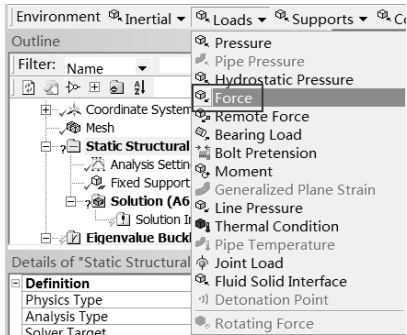 Environment Inertial Loads Supports Co
Outline
Filter: Name
Coordinate System
Mesh
Static Structural
Analysis Settin
Fixed Support
Solution (A6
Solution In
Eigenvalue Buckl
Details of "Static Structural
Definition
Physics Type
Analysis Type
Solver Target
Pressure
Pipe Pressure
Hydrostatic Pressure
Force
Remote Force
Bearing Load
Bolt Pretension
Moment
Generalized Plane Strain
Line Pressure
Thermal Condition
Pipe Temperature
Joint Load
Fluid Solid Interface
Detonation Point
Rotating Force